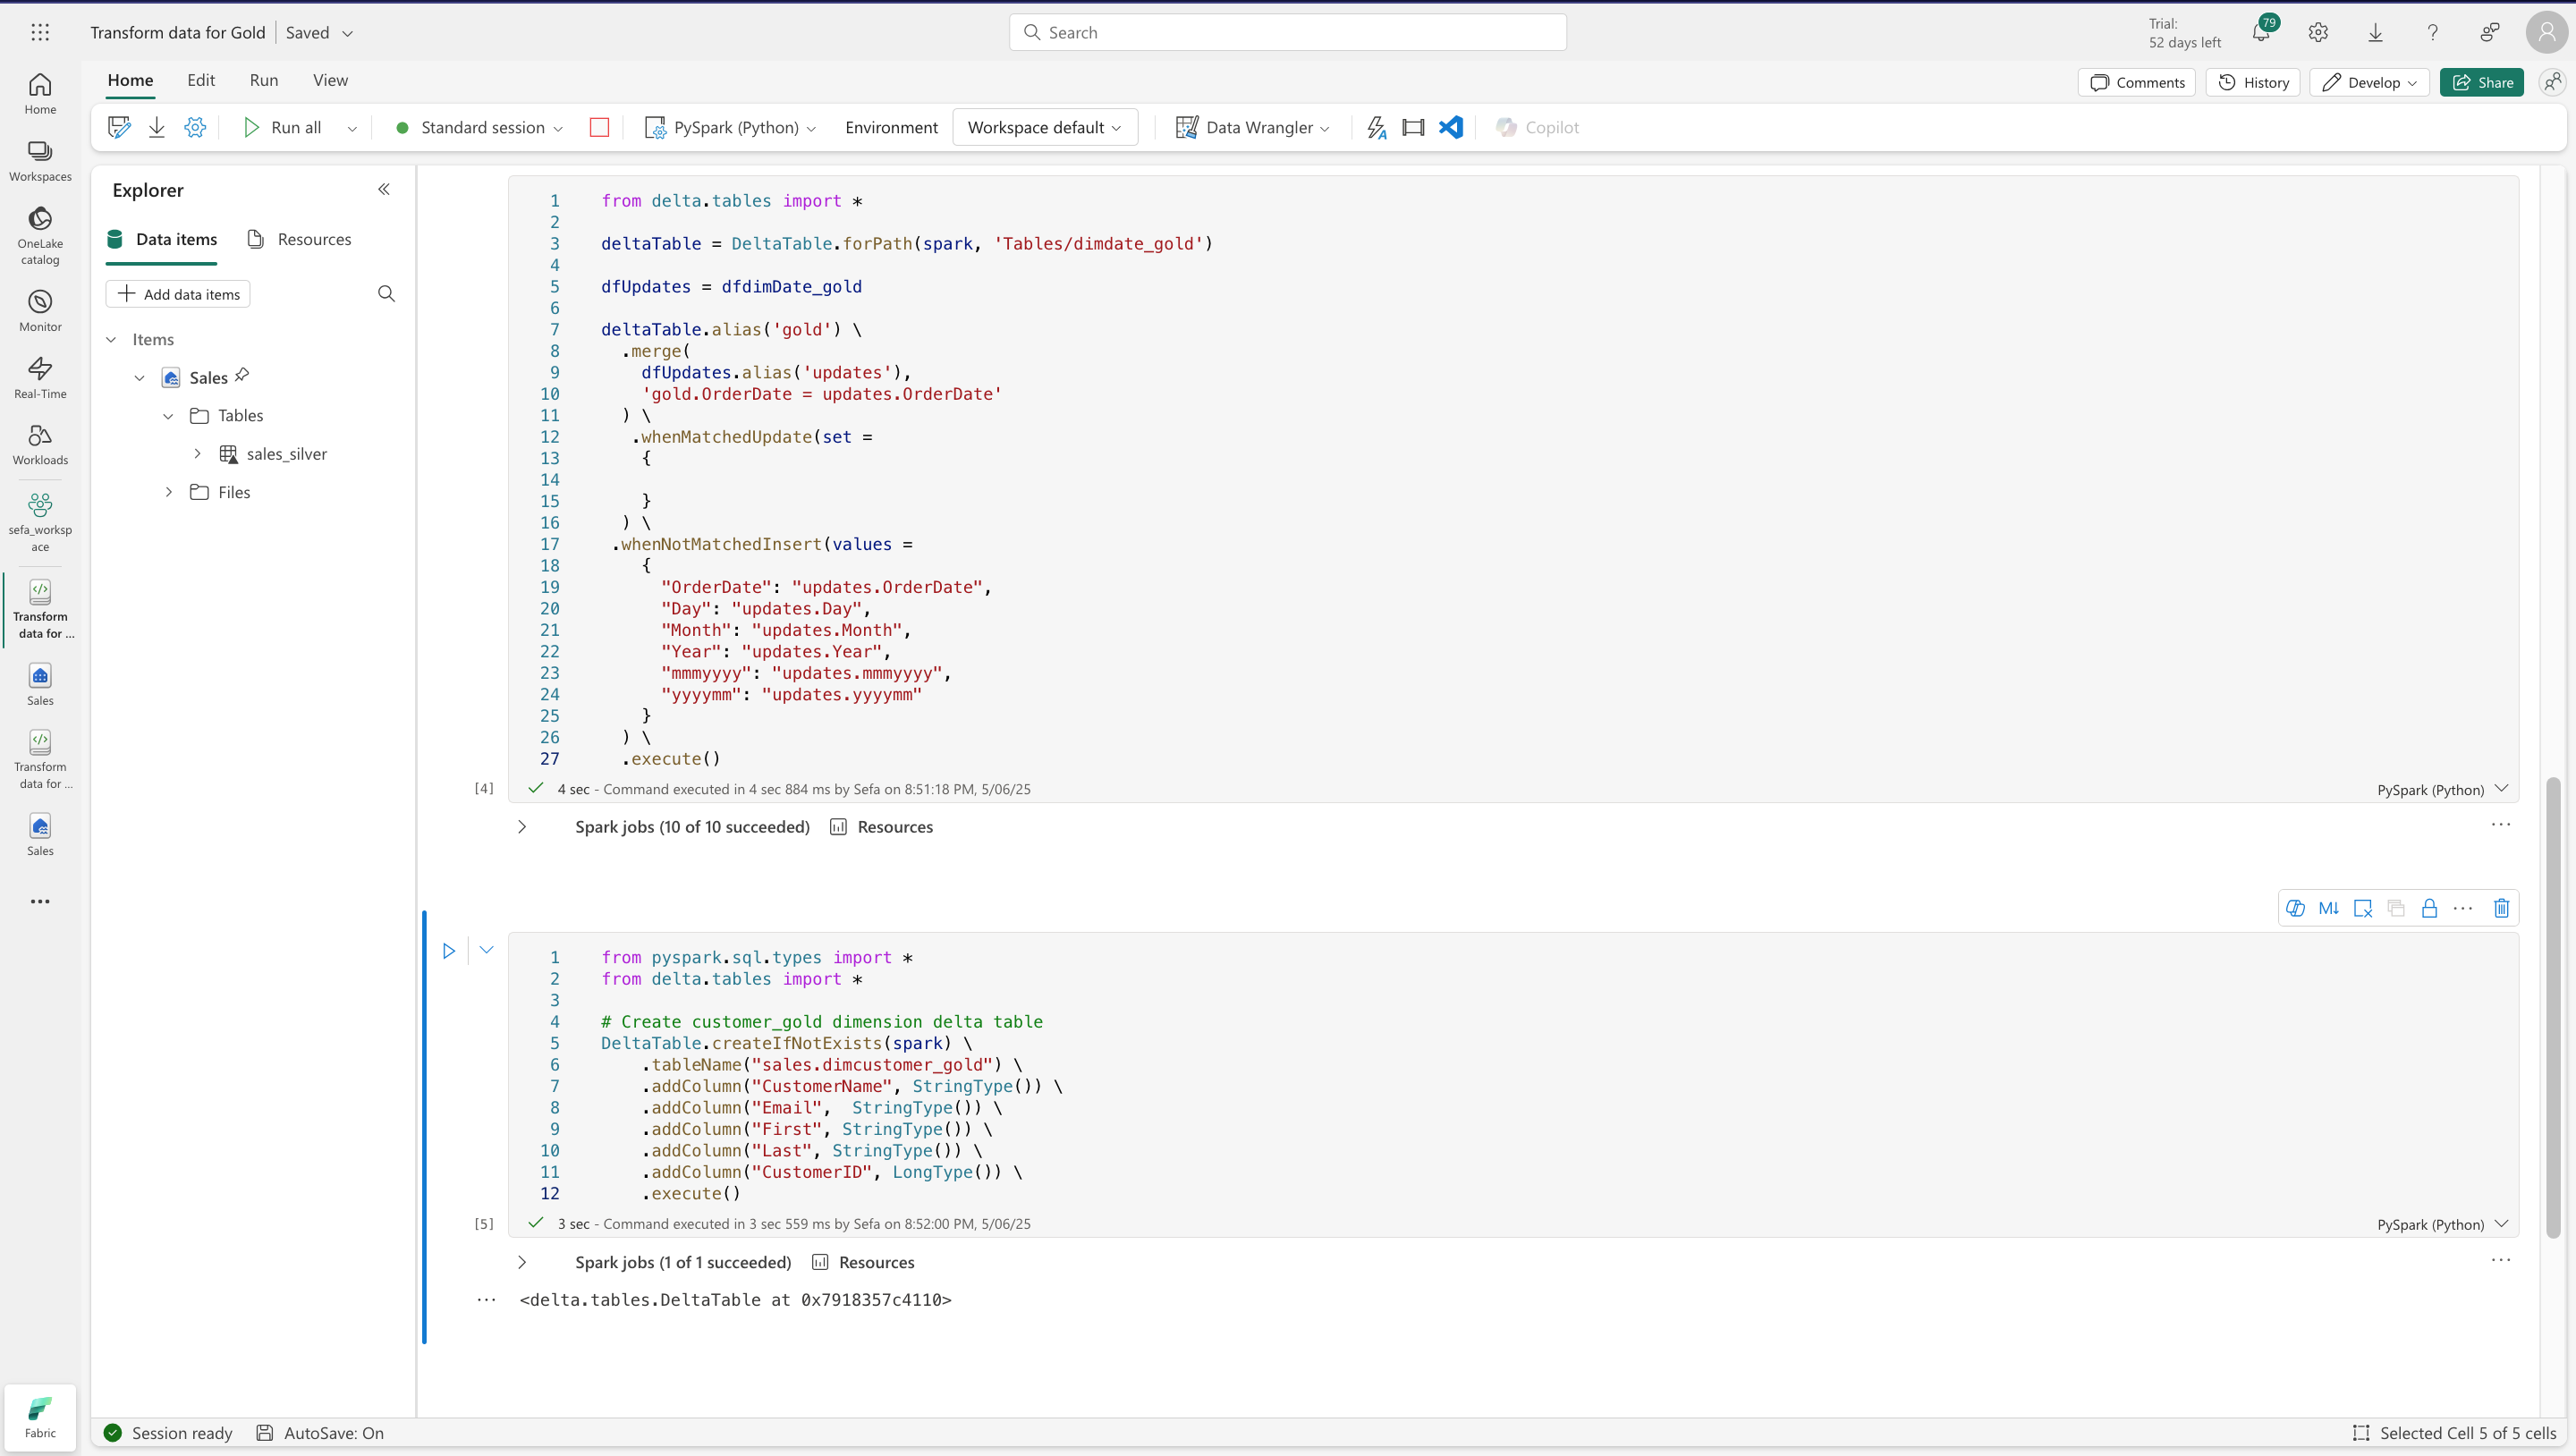 Transform data for Gold | Saved
Search
Trial:
52 days left
79
Home
Edit
Run
View
Comments
History
Develop
Share
Run all
Standard session
PySpark (Python)
Environment
Workspace default
Data Wrangler
Copilot
Home
Workspaces
OneLake
catalog
Monitor
Real-Time
Workloads
sefa_worksp
ace
Transform
data for ...
Sales
Transform
data for ...
Sales
Fabric
Explorer
Data items
Resources
Add data items
Items
Sales
Tables
sales_silver
Files
1 from delta.tables import *
2
3 deltaTable = DeltaTable.forPath(spark, 'Tables/dimdate_gold')
4
5 dfUpdates = dfdimDate_gold
6
7 deltaTable.alias('gold') \
8   .merge(
9     dfUpdates.alias('updates'),
10     'gold.OrderDate = updates.OrderDate'
11   ) \
12    .whenMatchedUpdate(set =
13     {
14
15     }
16   ) \
17  .whenNotMatchedInsert(values =
18     {
19       "OrderDate": "updates.OrderDate",
20       "Day": "updates.Day",
21       "Month": "updates.Month",
22       "Year": "updates.Year",
23       "mmmyyyy": "updates.mmmyyyy",
24       "yyyymm": "updates.yyyymm"
25     }
26   ) \
27   .execute()
[4] 4 sec - Command executed in 4 sec 884 ms by Sefa on 8:51:18 PM, 5/06/25
PySpark (Python)
Spark jobs (10 of 10 succeeded)
Resources
M↓
1 from pyspark.sql.types import *
2 from delta.tables import *
3
4 # Create customer_gold dimension delta table
5 DeltaTable.createIfNotExists(spark) \
6     .tableName("sales.dimcustomer_gold") \
7     .addColumn("CustomerName", StringType()) \
8     .addColumn("Email",  StringType()) \
9     .addColumn("First", StringType()) \
10     .addColumn("Last", StringType()) \
11     .addColumn("CustomerID", LongType()) \
12     .execute()
[5] 3 sec - Command executed in 3 sec 559 ms by Sefa on 8:52:00 PM, 5/06/25
PySpark (Python)
Spark jobs (1 of 1 succeeded)
Resources
<delta.tables.DeltaTable at 0x7918357c4110>
Session ready
AutoSave: On
Selected Cell 5 of 5 cells